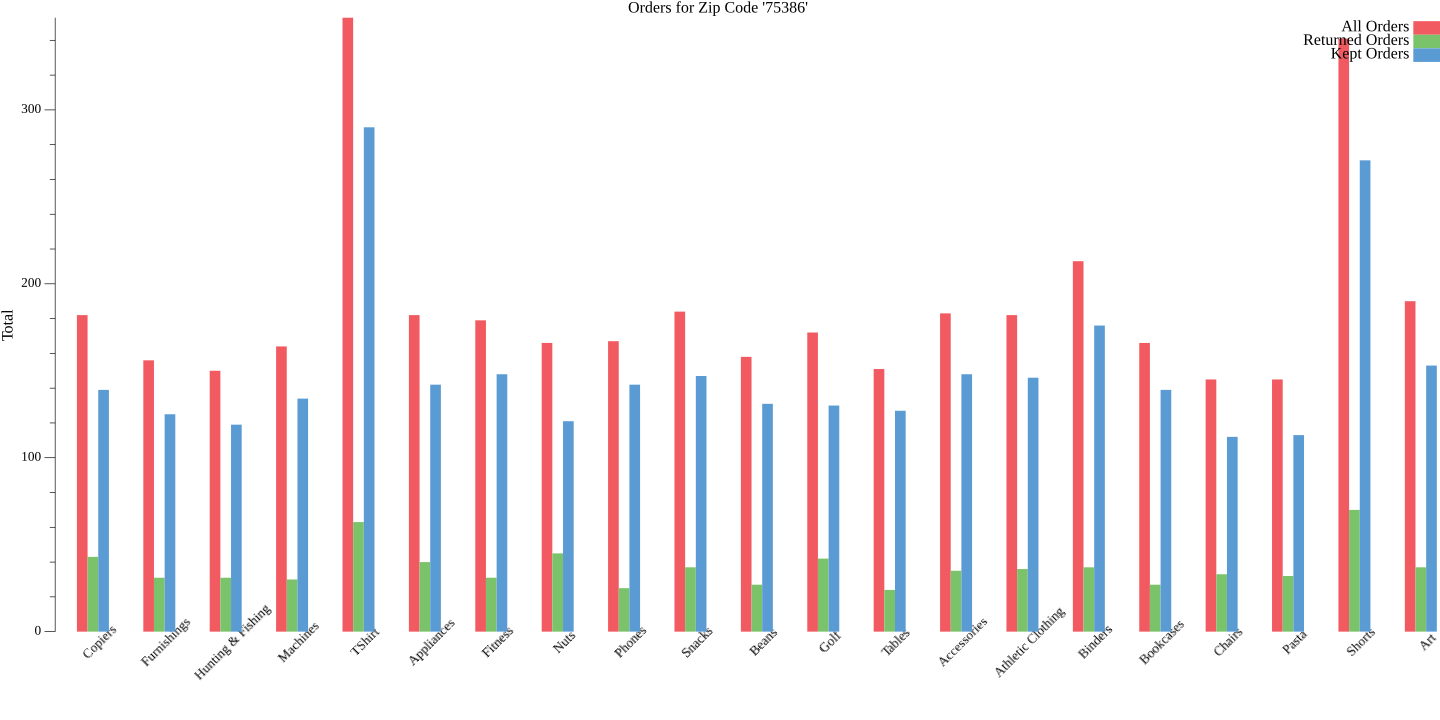 Orders for Zip Code '75386'
All Orders
Returned Orders
Kept Orders
Total
300
200
100
0
Copiers
Furnishings
Hunting & Fishing
Machines
TShirt
Appliances
Fitness
Nuts
Phones
Snacks
Beans
Golf
Tables
Accessories
Athletic Clothing
Binders
Bookcases
Chairs
Pasta
Shorts
Art